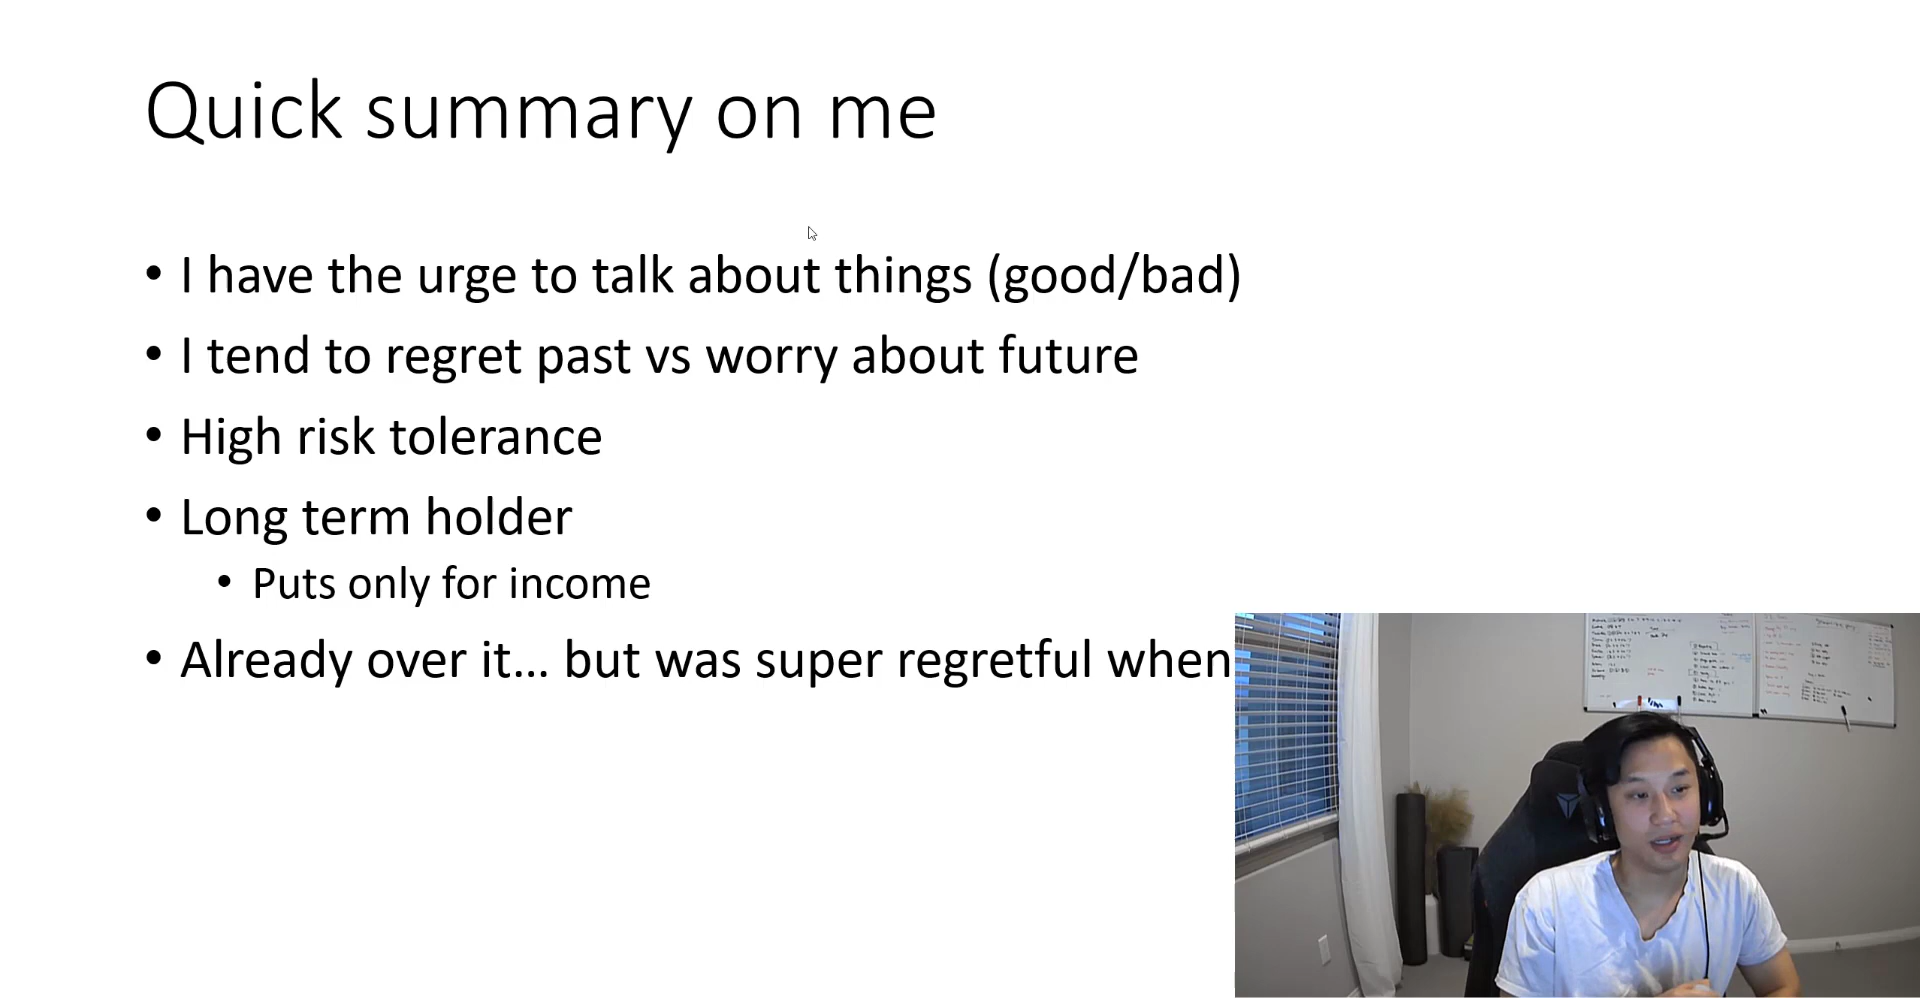 Quick summary on me
• I have the urge to talk about things (good/bad)
• I tend to regret past vs worry about future
• High risk tolerance
• Long term holder
• Puts only for income
• Already over it... but was super regretful when